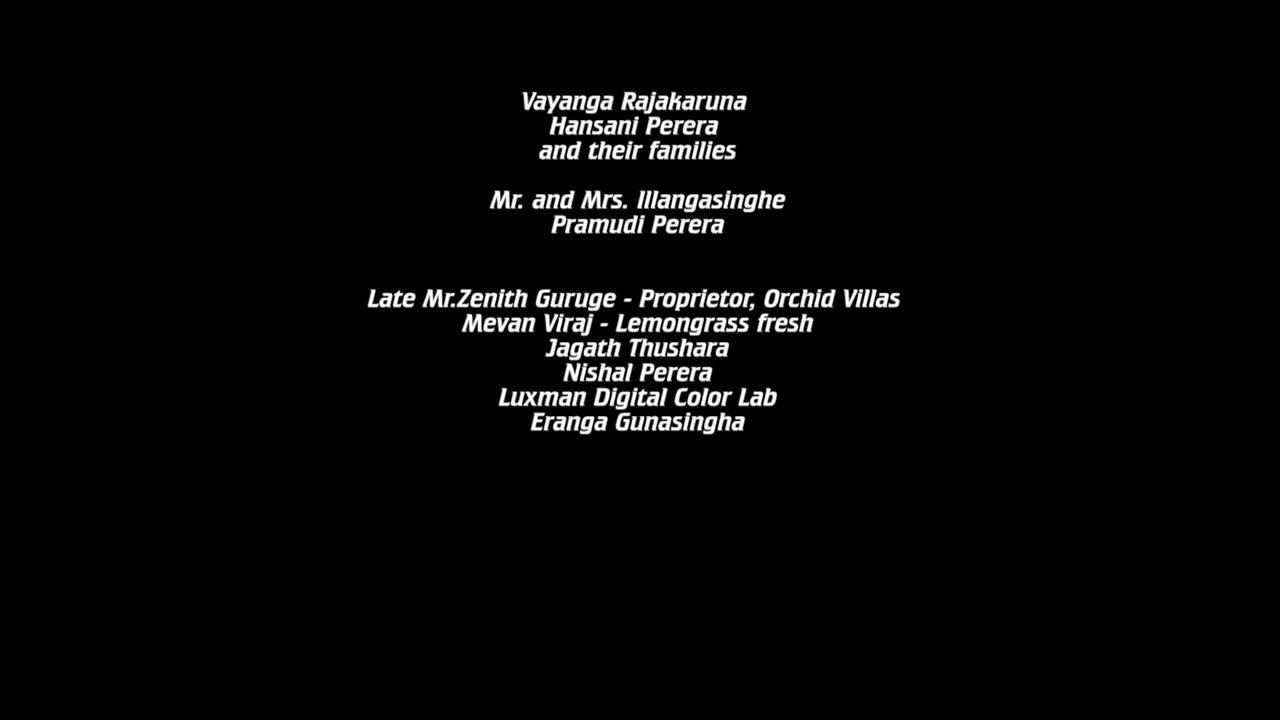 Vayanga Rajakaruna
Hansani Perera
and their families
Mr. and Mrs. Illangasinghe
Pramudi Perera
Late Mr.Zenith Guruge - Proprietor, Orchid Villas
Mevan Viraj - Lemongrass fresh
Jagath Thushara
Nishal Perera
Luxman Digital Color Lab
Eranga Gunasingha